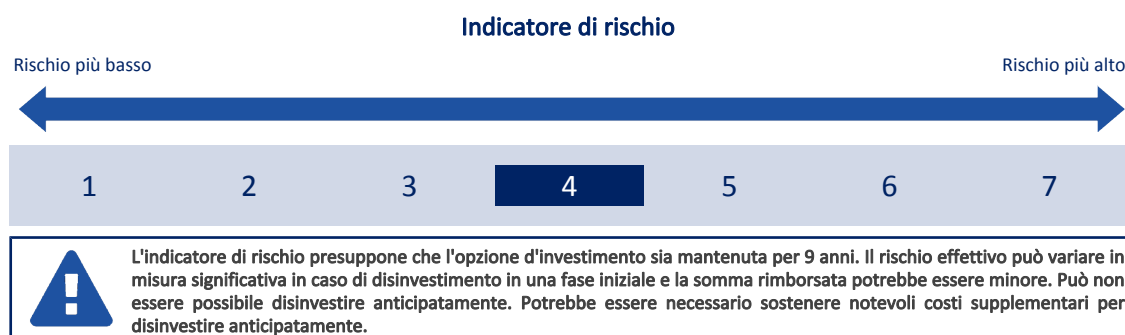 Indicatore di rischio
Rischio più basso
Rischio più alto
1 2 3 4 5 6 7
L'indicatore di rischio presuppone che l'opzione d'investimento sia mantenuta per 9 anni. Il rischio effettivo può variare in
misura significativa in caso di disinvestimento in una fase iniziale e la somma rimborsata potrebbe essere minore. Può non
essere possibile disinvestire anticipatamente. Potrebbe essere necessario sostenere notevoli costi supplementari per
disinvestire anticipatamente.